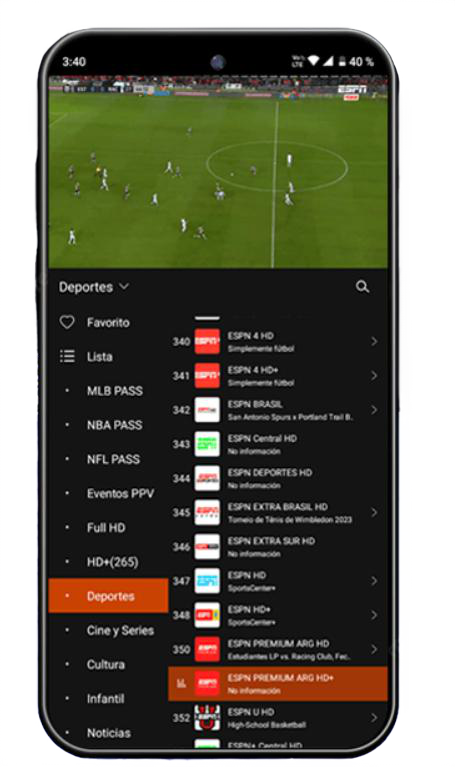 3:40
Vo)) LTE
40 %
EST
ESPN
Deportes
Favorito
Lista
MLB PASS
NBA PASS
NFL PASS
Eventos PPV
Full HD
HD+(265)
Deportes
Cine y Series
Cultura
Infantil
Noticias
340 ESPN 4 HD
Simplemente fútbol
341 ESPN 4 HD+
Simplemente fútbol
342 ESPN BRASIL
San Antonio Spurs x Portland Trail B..
343 ESPN Central HD
No información
344 ESPN DEPORTES HD
No información
345 ESPN EXTRA BRASIL HD
Torneio de Tênis de Wimbledon 2023
346 ESPN EXTRA SUR HD
No información
347 ESPN HD
SportsCenter+
348 ESPN HD+
SportsCenter+
350 ESPN PREMIUM ARG HD
Estudiantes LP vs. Racing Club, Fec..
ESPN PREMIUM ARG HD+
No información
352 ESPN U HD
High-School Basketball
ESPN+ Central HD